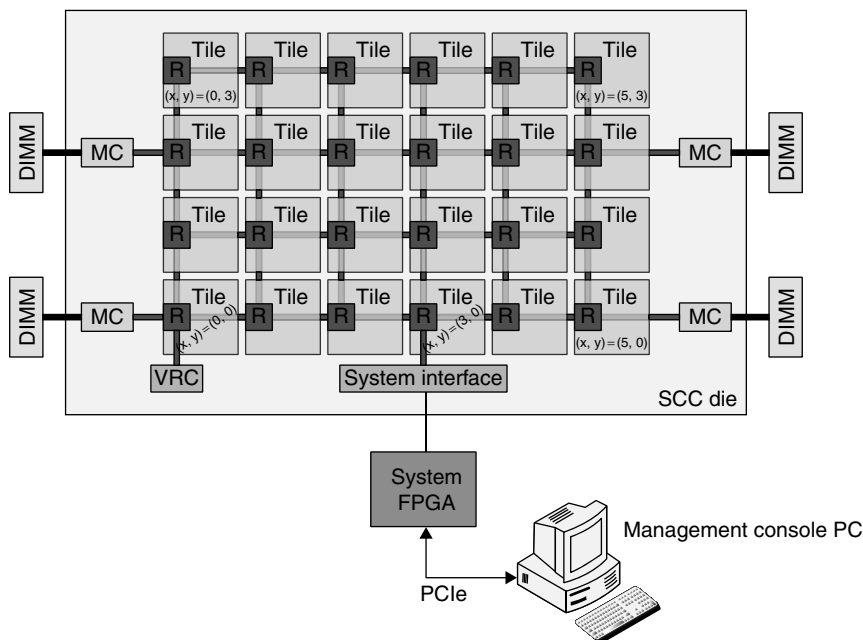 Tile Tile Tile Tile Tile Tile
R R R R R R
(x, y)=(0, 3) (x, y)=(5, 3)
Tile Tile Tile Tile Tile Tile
DIMM MC R R R R R R MC DIMM
Tile Tile Tile Tile Tile Tile
R R R R R R
Tile Tile Tile Tile Tile Tile
DIMM MC R R R R R R MC DIMM
(x, y)=(0, 0) (x, y)=(3, 0) (x, y)=(5, 0)
VRC System interface
SCC die
System
FPGA
Management console PC
PCIe